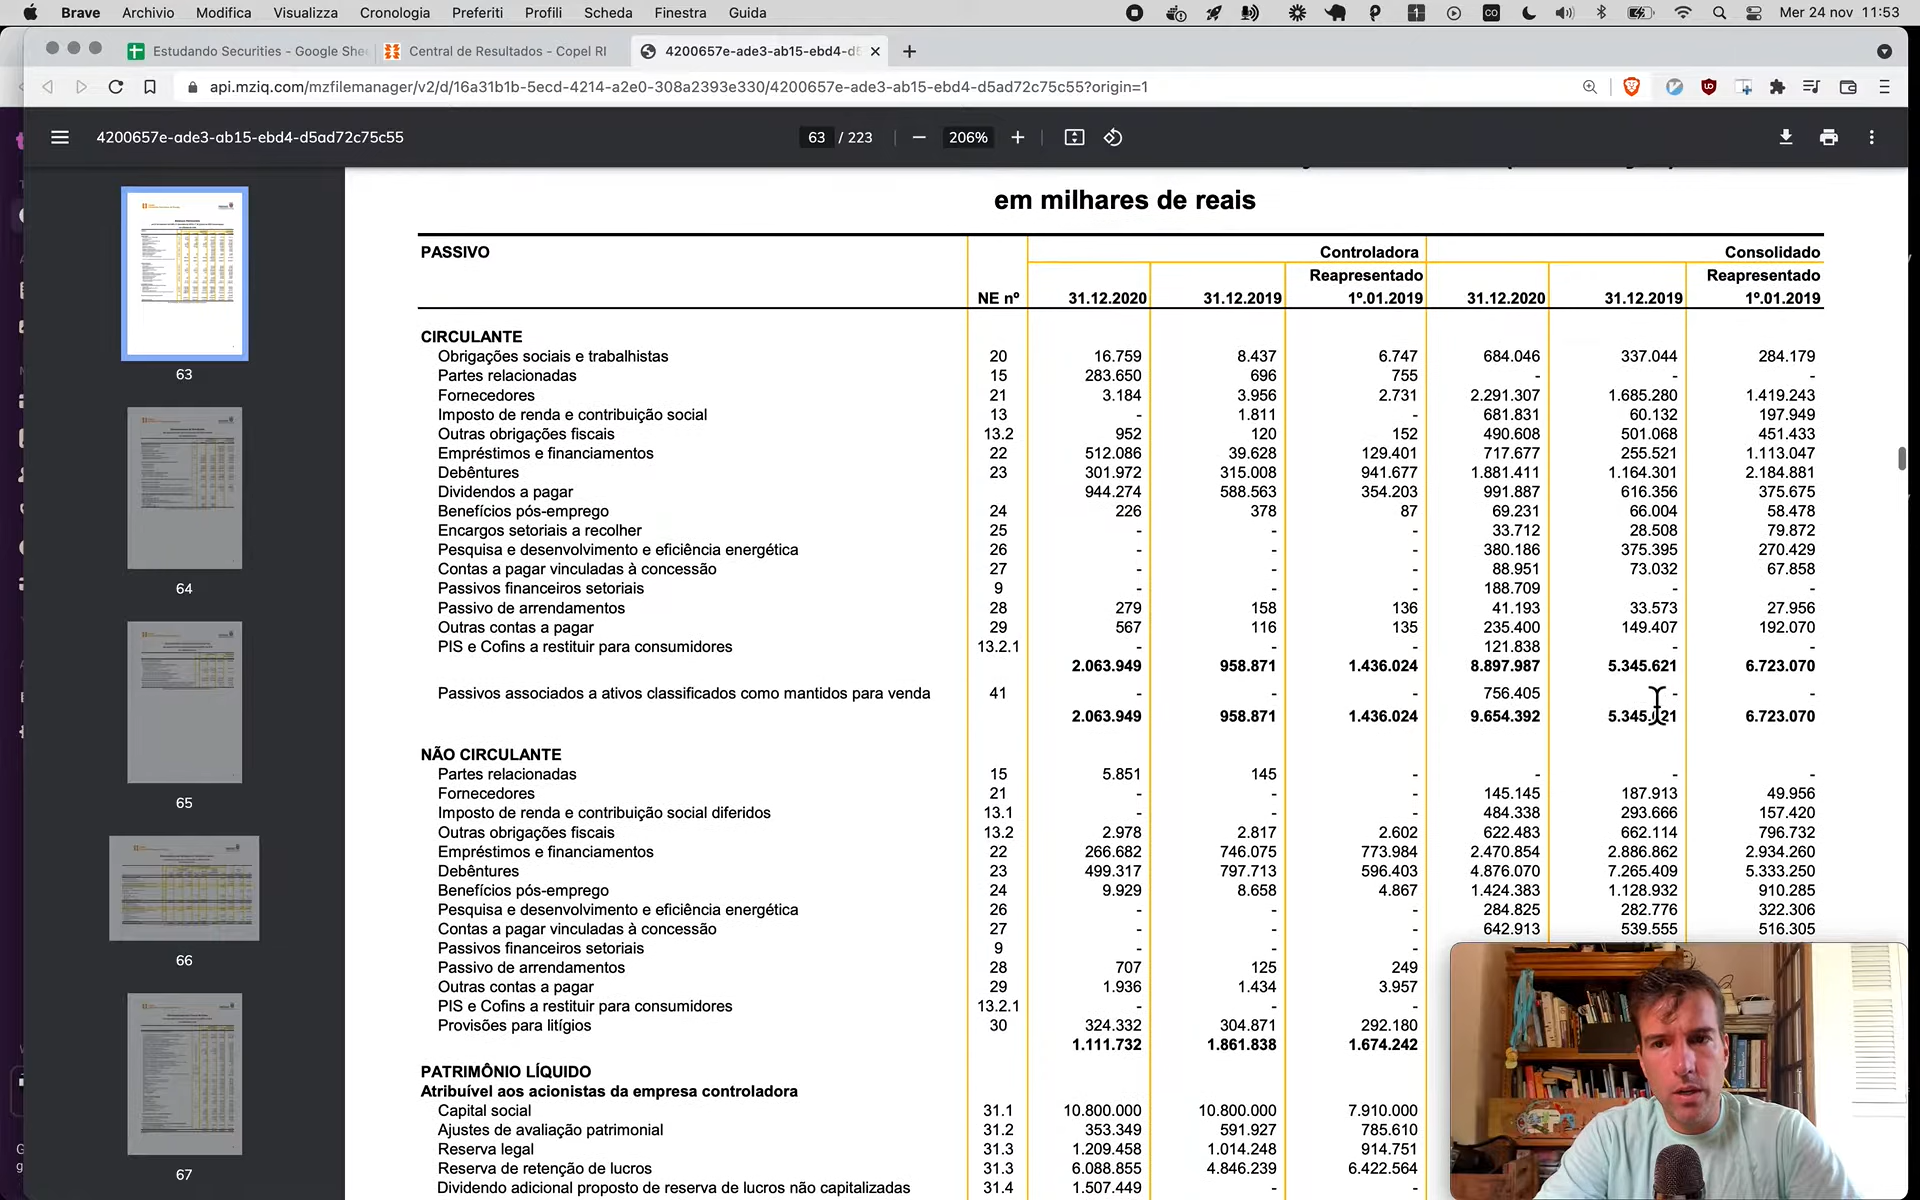 Brave Archivio Modifica Visualizza Cronologia Preferiti Profili Scheda Finestra Guida Mer 24 nov 11:53
Estudando Securities - Google She Central de Resultados - Copel RI 4200657e-ade3-ab15-ebd4-d5
api.mziq.com/mzfilemanager/v2/d/16a31b1b-5ecd-4214-a2e0-308a2393e330/4200657e-ade3-ab15-ebd4-d5ad72c75c55?origin=1
4200657e-ade3-ab15-ebd4-d5ad72c75c55 63 / 223 206%
63
64
65
66
67
em milhares de reais
PASSIVO Controladora Consolidado
Reapresentado Reapresentado
NE nº 31.12.2020 31.12.2019 1º.01.2019 31.12.2020 31.12.2019 1º.01.2019
CIRCULANTE
Obrigações sociais e trabalhistas 20 16.759 8.437 6.747 684.046 337.044 284.179
Partes relacionadas 15 283.650 696 755 - - -
Fornecedores 21 3.184 3.956 2.731 2.291.307 1.685.280 1.419.243
Imposto de renda e contribuição social 13 - 1.811 - 681.831 60.132 197.949
Outras obrigações fiscais 13.2 952 120 152 490.608 501.068 451.433
Empréstimos e financiamentos 22 512.086 39.628 129.401 717.677 255.521 1.113.047
Debêntures 23 301.972 315.008 941.677 1.881.411 1.164.301 2.184.881
Dividendos a pagar 944.274 588.563 354.203 991.887 616.356 375.675
Benefícios pós-emprego 24 226 378 87 69.231 66.004 58.478
Encargos setoriais a recolher 25 - - - 33.712 28.508 79.872
Pesquisa e desenvolvimento e eficiência energética 26 - - - 380.186 375.395 270.429
Contas a pagar vinculadas à concessão 27 - - - 88.951 73.032 67.858
Passivos financeiros setoriais 9 - - - 188.709 - -
Passivo de arrendamentos 28 279 158 136 41.193 33.573 27.956
Outras contas a pagar 29 567 116 135 235.400 149.407 192.070
PIS e Cofins a restituir para consumidores 13.2.1 - - - 121.838 - -
2.063.949 958.871 1.436.024 8.897.987 5.345.621 6.723.070
Passivos associados a ativos classificados como mantidos para venda 41 - - - 756.405 - -
2.063.949 958.871 1.436.024 9.654.392 5.345.621 6.723.070
NÃO CIRCULANTE
Partes relacionadas 15 5.851 145 - - - -
Fornecedores 21 - - - 145.145 187.913 49.956
Imposto de renda e contribuição social diferidos 13.1 - - - 484.338 293.666 157.420
Outras obrigações fiscais 13.2 2.978 2.817 2.602 622.483 662.114 796.732
Empréstimos e financiamentos 22 266.682 746.075 773.984 2.470.854 2.886.862 2.934.260
Debêntures 23 499.317 797.713 596.403 4.876.070 7.265.409 5.333.250
Benefícios pós-emprego 24 9.929 8.658 4.867 1.424.383 1.128.932 910.285
Pesquisa e desenvolvimento e eficiência energética 26 - - - 284.825 282.776 322.306
Contas a pagar vinculadas à concessão 27 - - - 642.913 539.555 516.305
Passivos financeiros setoriais 9 - - -
Passivo de arrendamentos 28 707 125 249
Outras contas a pagar 29 1.936 1.434 3.957
PIS e Cofins a restituir para consumidores 13.2.1 - - -
Provisões para litígios 30 324.332 304.871 292.180
1.111.732 1.861.838 1.674.242
PATRIMÔNIO LÍQUIDO
Atribuível aos acionistas da empresa controladora
Capital social 31.1 10.800.000 10.800.000 7.910.000
Ajustes de avaliação patrimonial 31.2 353.349 591.927 785.610
Reserva legal 31.3 1.209.458 1.014.248 914.751
Reserva de retenção de lucros 31.3 6.088.855 4.846.239 6.422.564
Dividendo adicional proposto de reserva de lucros não capitalizadas 31.4 1.507.449 - -